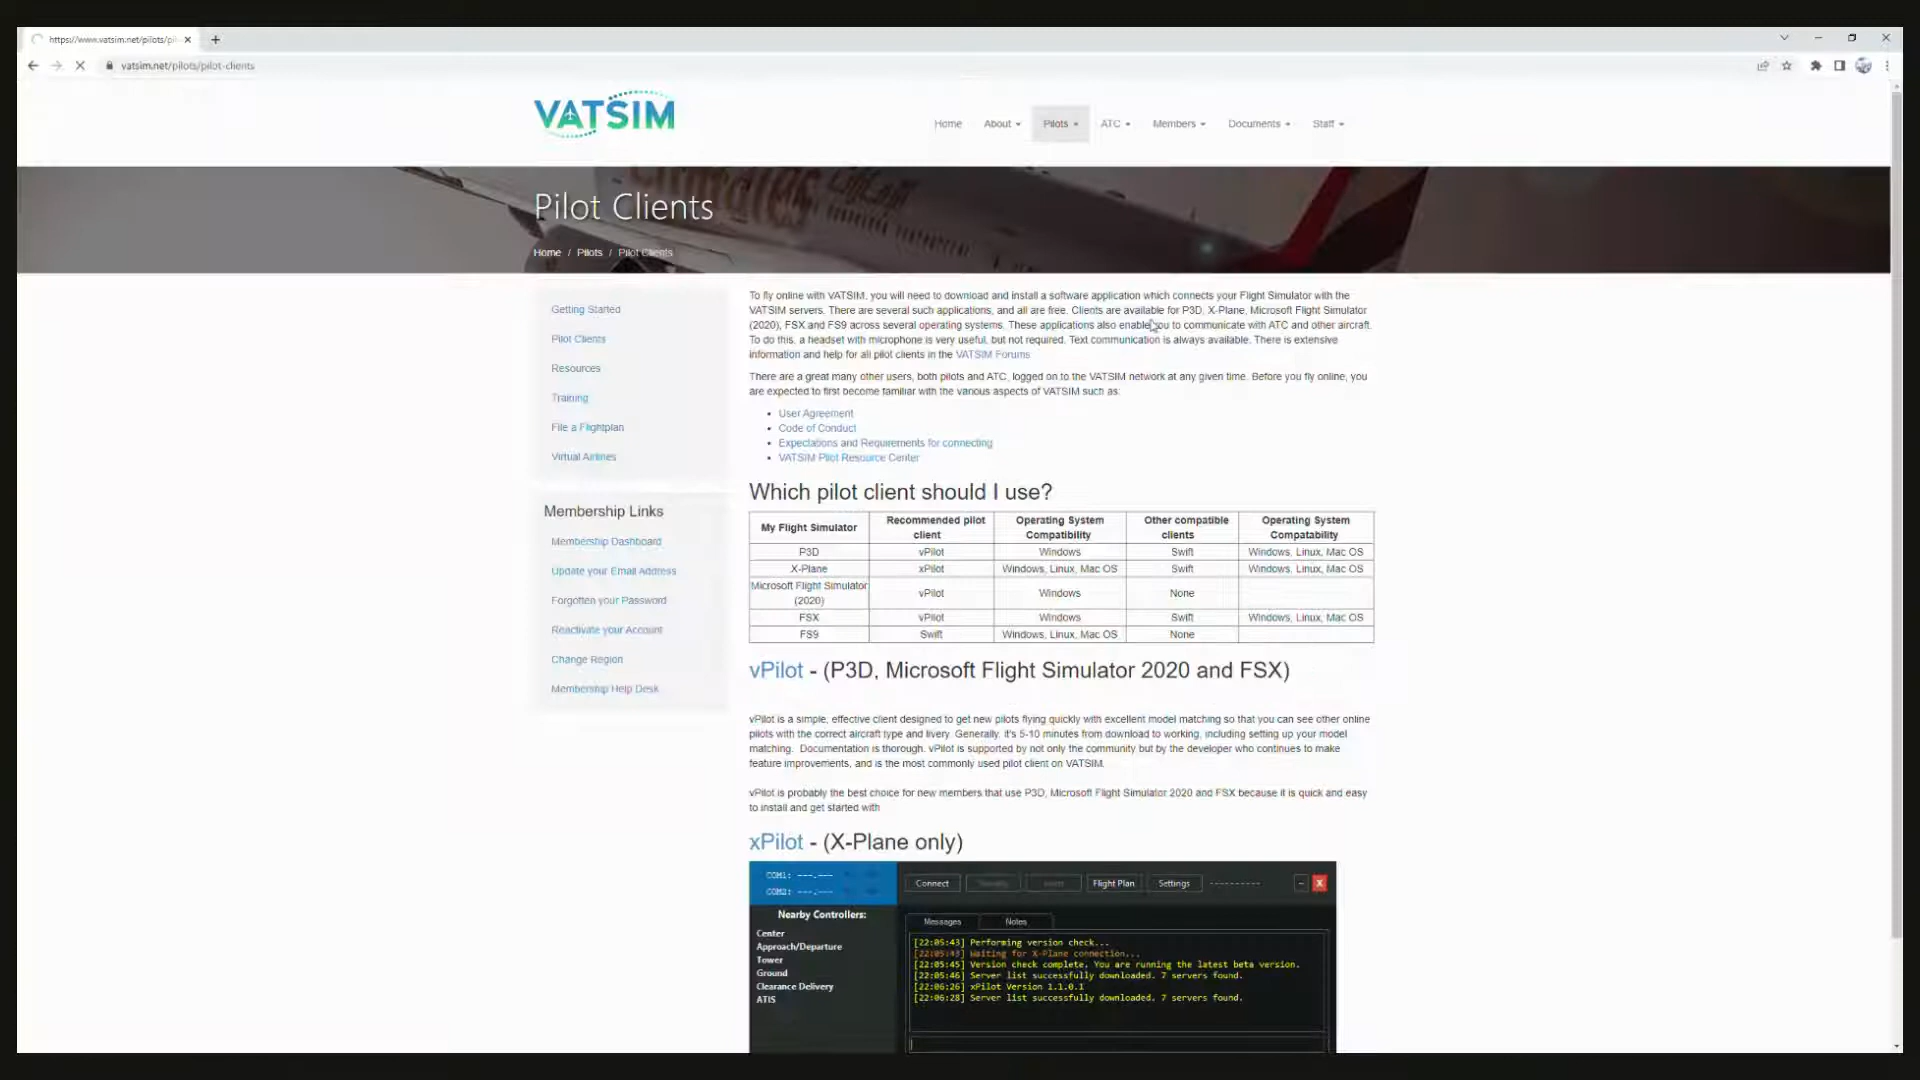 https://www.vatsim.net/pilots/pil
vatsim.net/pilots/pilot-clients
VATSIM
Home About Pilots ATC Members Documents Staff
Emirates
Pilot Clients
Home / Pilots / Pilot Clients
Getting Started
Pilot Clients
Resources
Training
File a Flightplan
Virtual Airlines
Membership Links
Membership Dashboard
Update your Email Address
Forgotten your Password
Reactivate your Account
Change Region
Membership Help Desk
To fly online with VATSIM, you will need to download and install a software application which connects your Flight Simulator with the
VATSIM servers. There are several such applications, and all are free. Clients are available for P3D, X-Plane, Microsoft Flight Simulator
(2020), FSX and FS9 across several operating systems. These applications also enable you to communicate with ATC and other aircraft.
To do this, a headset with microphone is very useful, but not required. Text communication is always available. There is extensive
information and help for all pilot clients in the VATSIM Forums
There are a great many other users, both pilots and ATC, logged on to the VATSIM network at any given time. Before you fly online, you
are expected to first become familiar with the various aspects of VATSIM such as:
• User Agreement
• Code of Conduct
• Expectations and Requirements for connecting
• VATSIM Pilot Resource Center
Which pilot client should I use?
My Flight Simulator Recommended pilot client Operating System Compatibility Other compatible clients Operating System Compatability
P3D vPilot Windows Swift Windows, Linux, Mac OS
X-Plane xPilot Windows, Linux, Mac OS Swift Windows, Linux, Mac OS
Microsoft Flight Simulator (2020) vPilot Windows None
FSX vPilot Windows Swift Windows, Linux, Mac OS
FS9 Swift Windows, Linux, Mac OS None
vPilot - (P3D, Microsoft Flight Simulator 2020 and FSX)
vPilot is a simple, effective client designed to get new pilots flying quickly with excellent model matching so that you can see other online
pilots with the correct aircraft type and livery. Generally, it's 5-10 minutes from download to working, including setting up your model
matching. Documentation is thorough. vPilot is supported by not only the community but by the developer who continues to make
feature improvements, and is the most commonly used pilot client on VATSIM.
vPilot is probably the best choice for new members that use P3D, Microsoft Flight Simulator 2020 and FSX because it is quick and easy
to install and get started with
xPilot - (X-Plane only)
COM1: ---.---
COM2: ---.---
Connect Flight Plan Settings ----------
Nearby Controllers:
Center
Approach/Departure
Tower
Ground
Clearance Delivery
ATIS
Messages Notes
[22:05:43] Performing version check...
[22:05:43] Waiting for X-Plane connection...
[22:05:45] Version check complete. You are running the latest beta version.
[22:05:46] Server list successfully downloaded. 7 servers found.
[22:06:26] xPilot Version 1.1.0.1
[22:06:28] Server list successfully downloaded. 7 servers found.